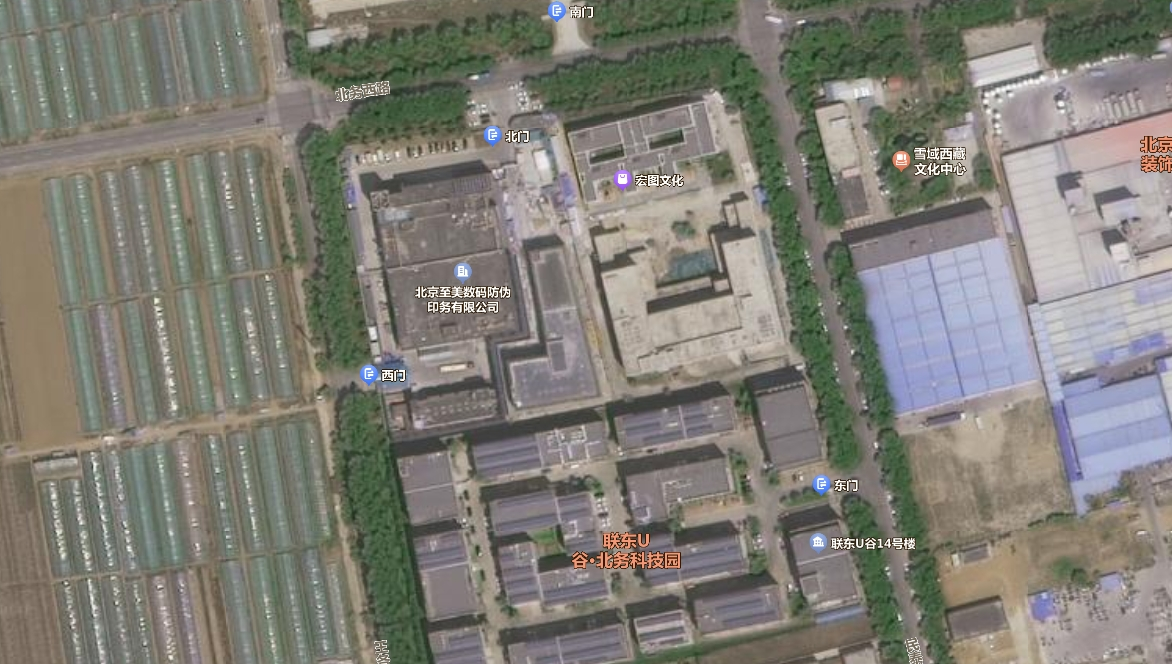 南门
北务西路
北门
北京
装饰
雪域西藏
文化中心
宏图文化
北京至美数码防伪
印务有限公司
西门
东门
联东U
谷·北务科技园
联东U谷14号楼